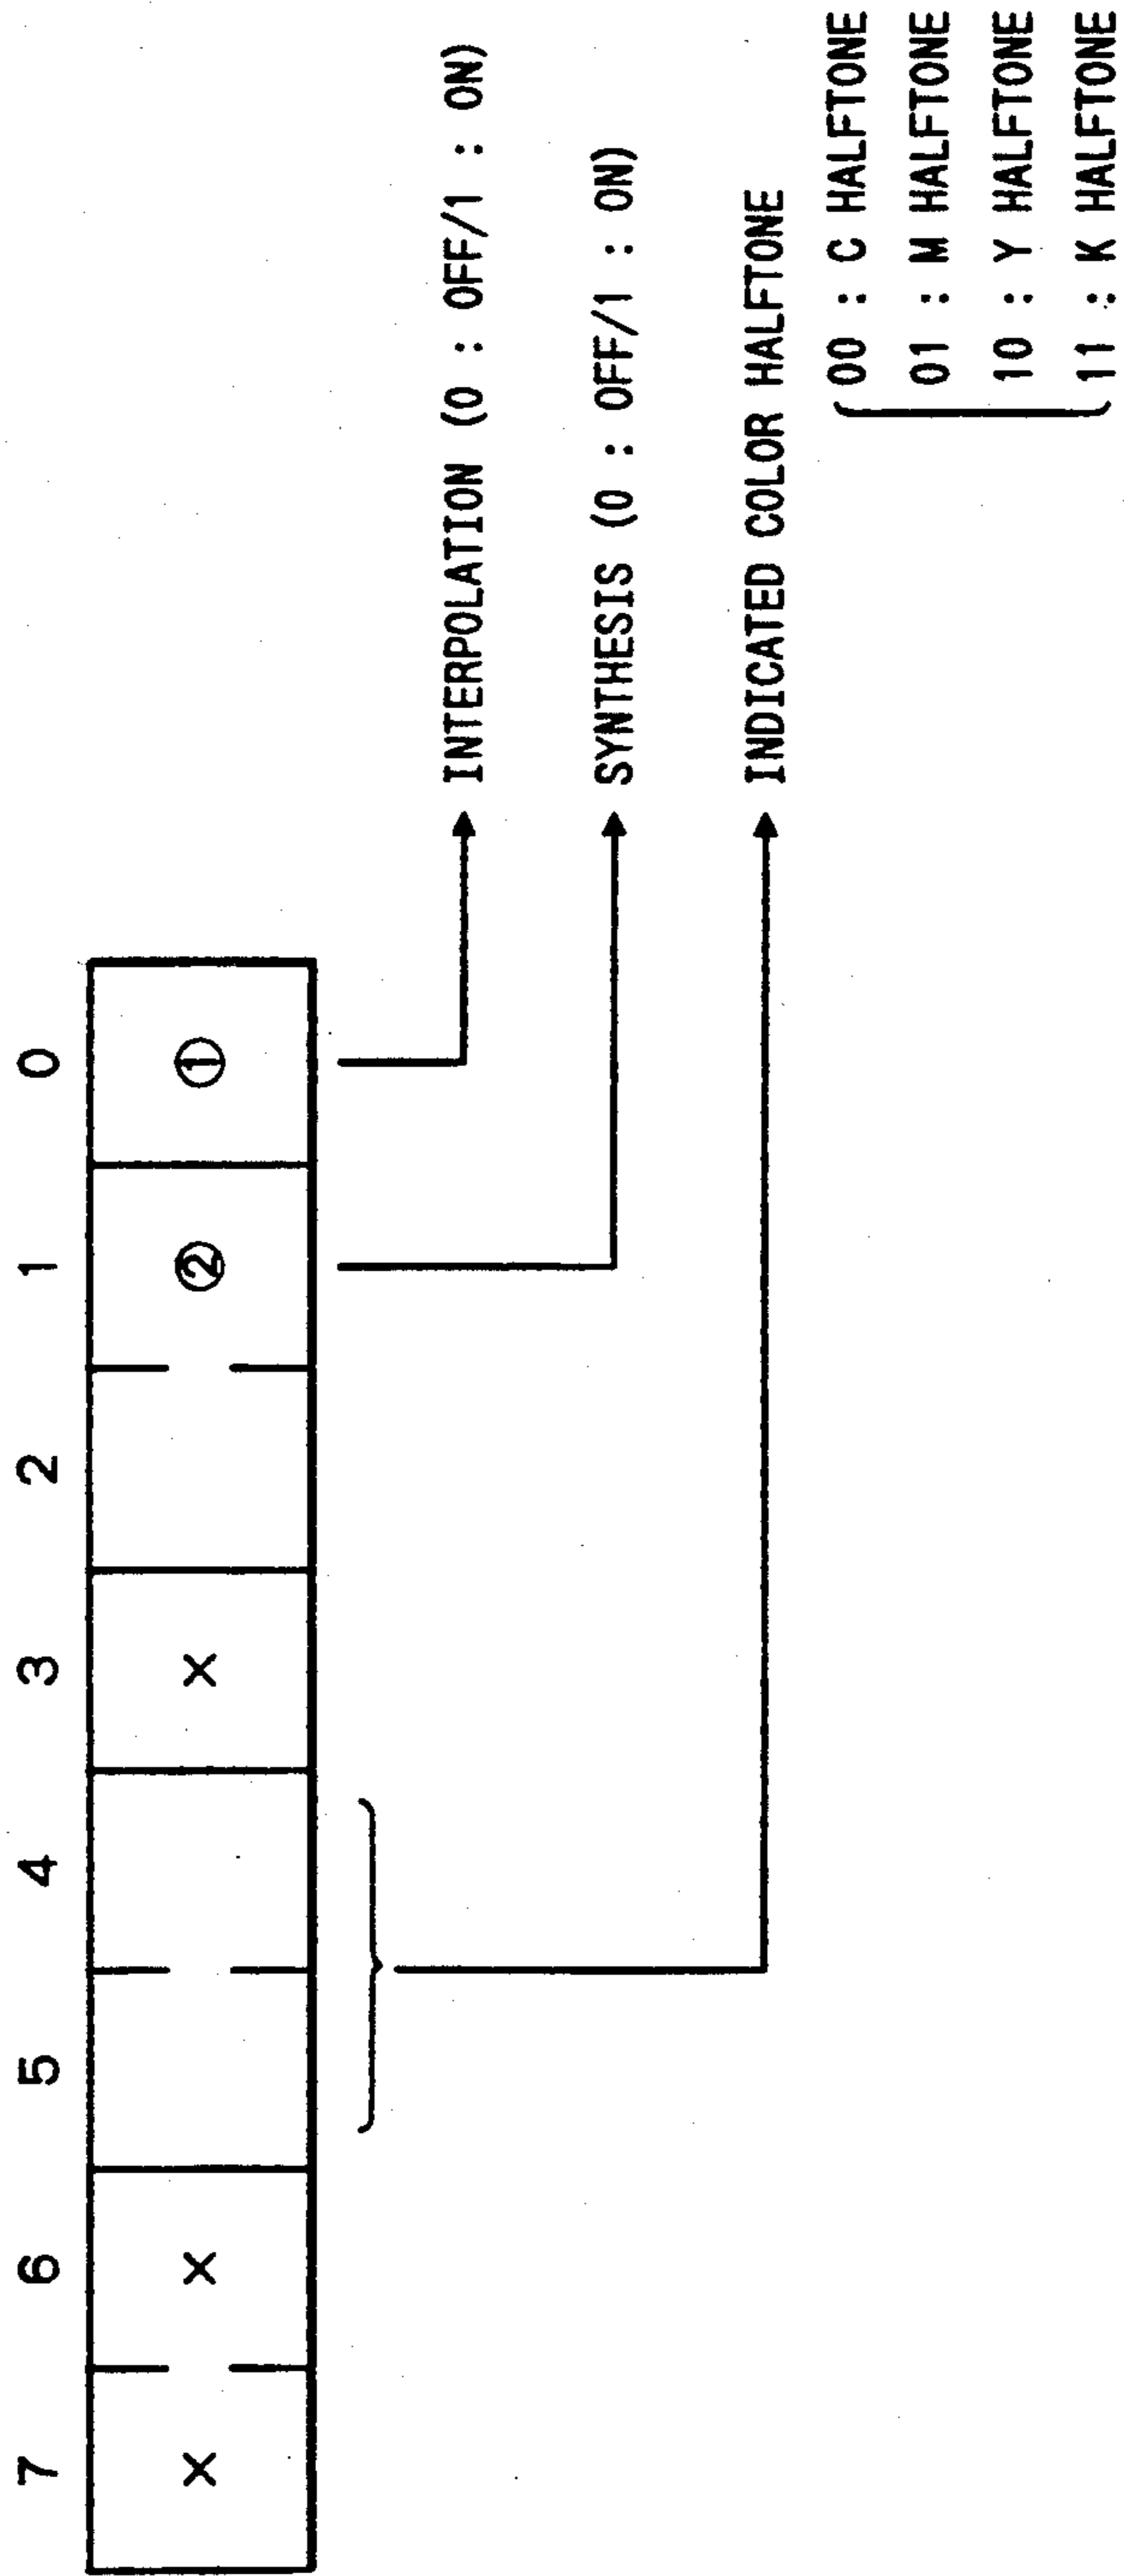 7 6 5 4 3 2 1 0
× × × ② ①
INTERPOLATION (0 : OFF/1 : ON)
SYNTHESIS (0 : OFF/1 : ON)
INDICATED COLOR HALFTONE
00 : C HALFTONE
01 : M HALFTONE
10 : Y HALFTONE
11 : K HALFTONE